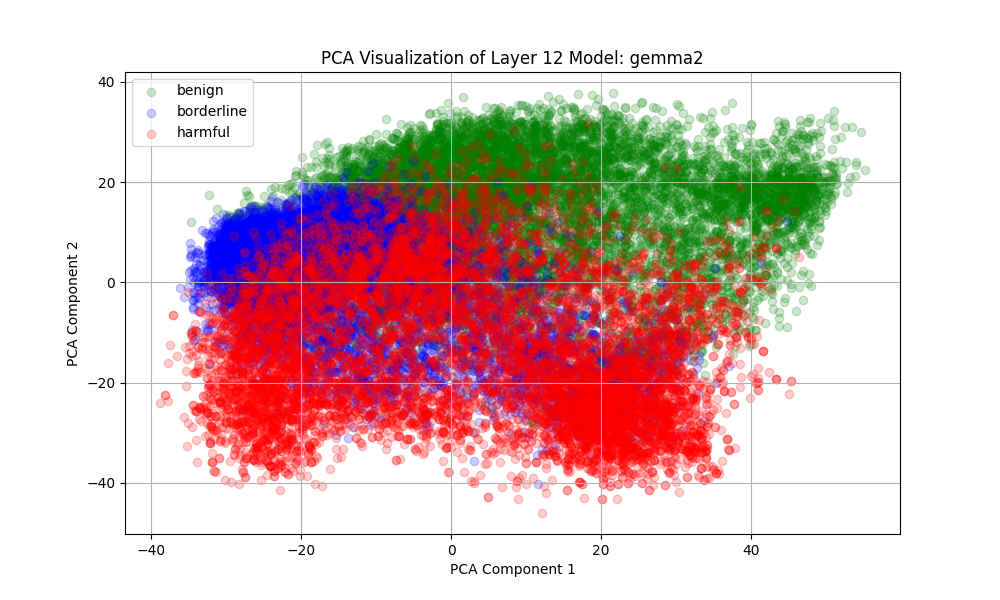 PCA Visualization of Layer 12 Model: gemma2
benign
borderline
harmful
PCA Component 2
40
20
0
−20
−40
−40
−20
0
20
40
PCA Component 1